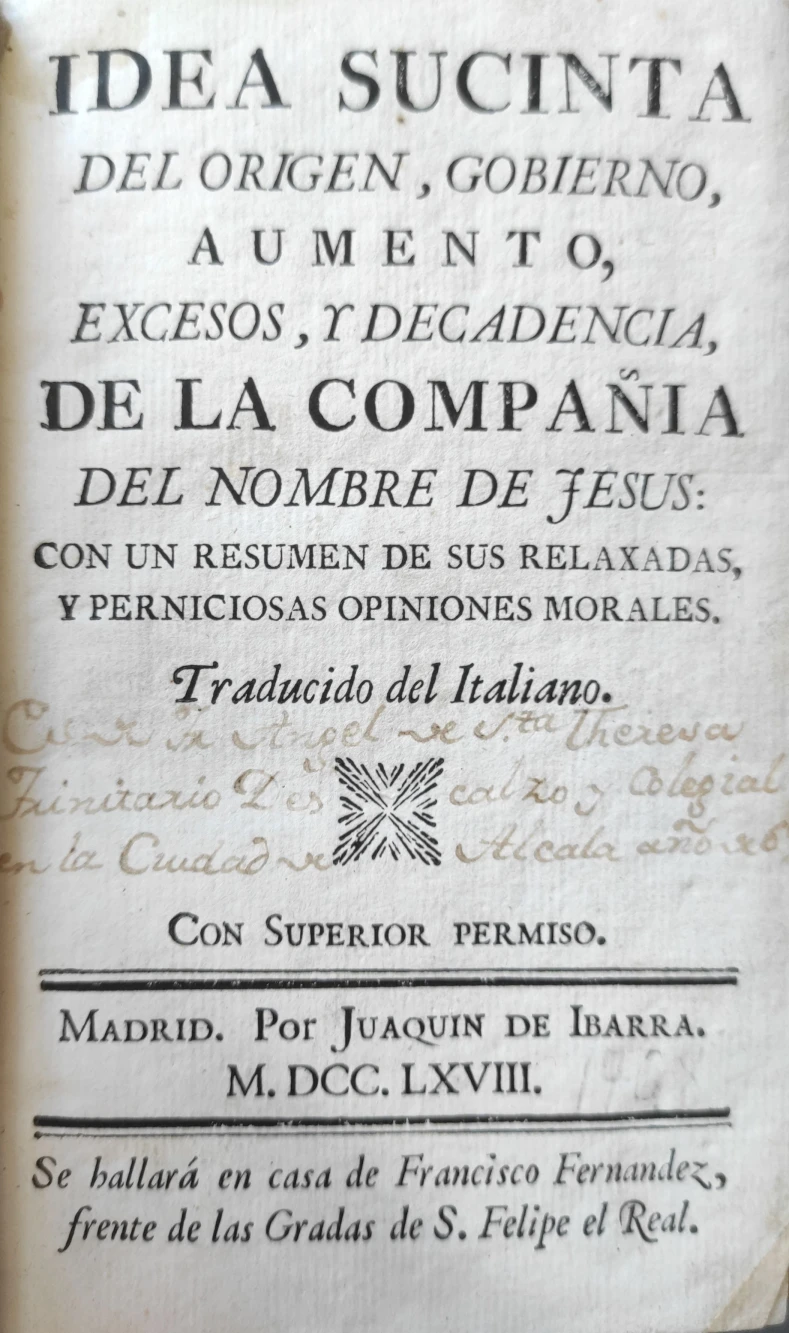 IDEA SUCINTA
DEL ORIGEN, GOBIERNO,
AUMENTO,
EXCESOS, Y DECADENCIA,
DE LA COMPAÑIA
DEL NOMBRE DE JESUS:
CON UN RESUMEN DE SUS RELAXADAS,
Y PERNICIOSAS OPINIONES MORALES.
Traducido del Italiano.
Angel de S.ta Theresa
Trinitario Descalzo y Colegial
en la Ciudad de Alcala año
CON SUPERIOR PERMISO.
MADRID. Por JUAQUIN DE IBARRA.
M. DCC. LXVIII.
Se hallará en casa de Francisco Fernandez,
frente de las Gradas de S. Felipe el Real.